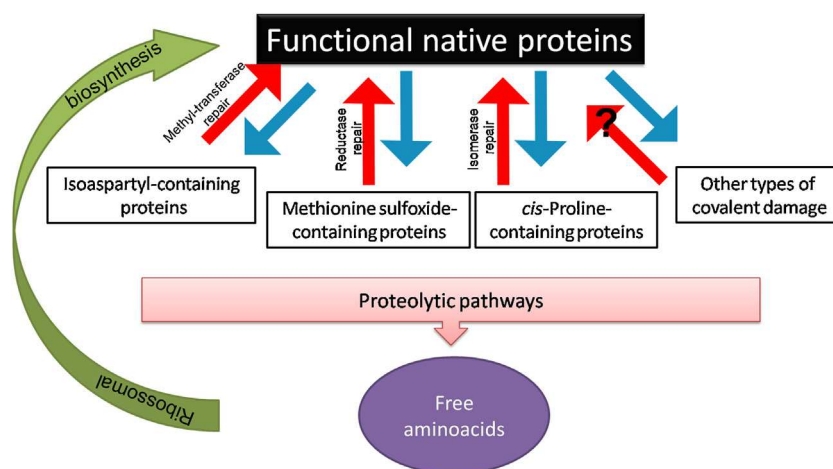 Functional native proteins
biosynthesis
Methyl-transferase
repair
Reductase
repair
Isomerase
repair
?
Isoaspartyl-containing
proteins
Methionine sulfoxide-
containing proteins
cis-Proline-
containing proteins
Other types of
covalent damage
Proteolytic pathways
Ribossomal
Free
aminoacids